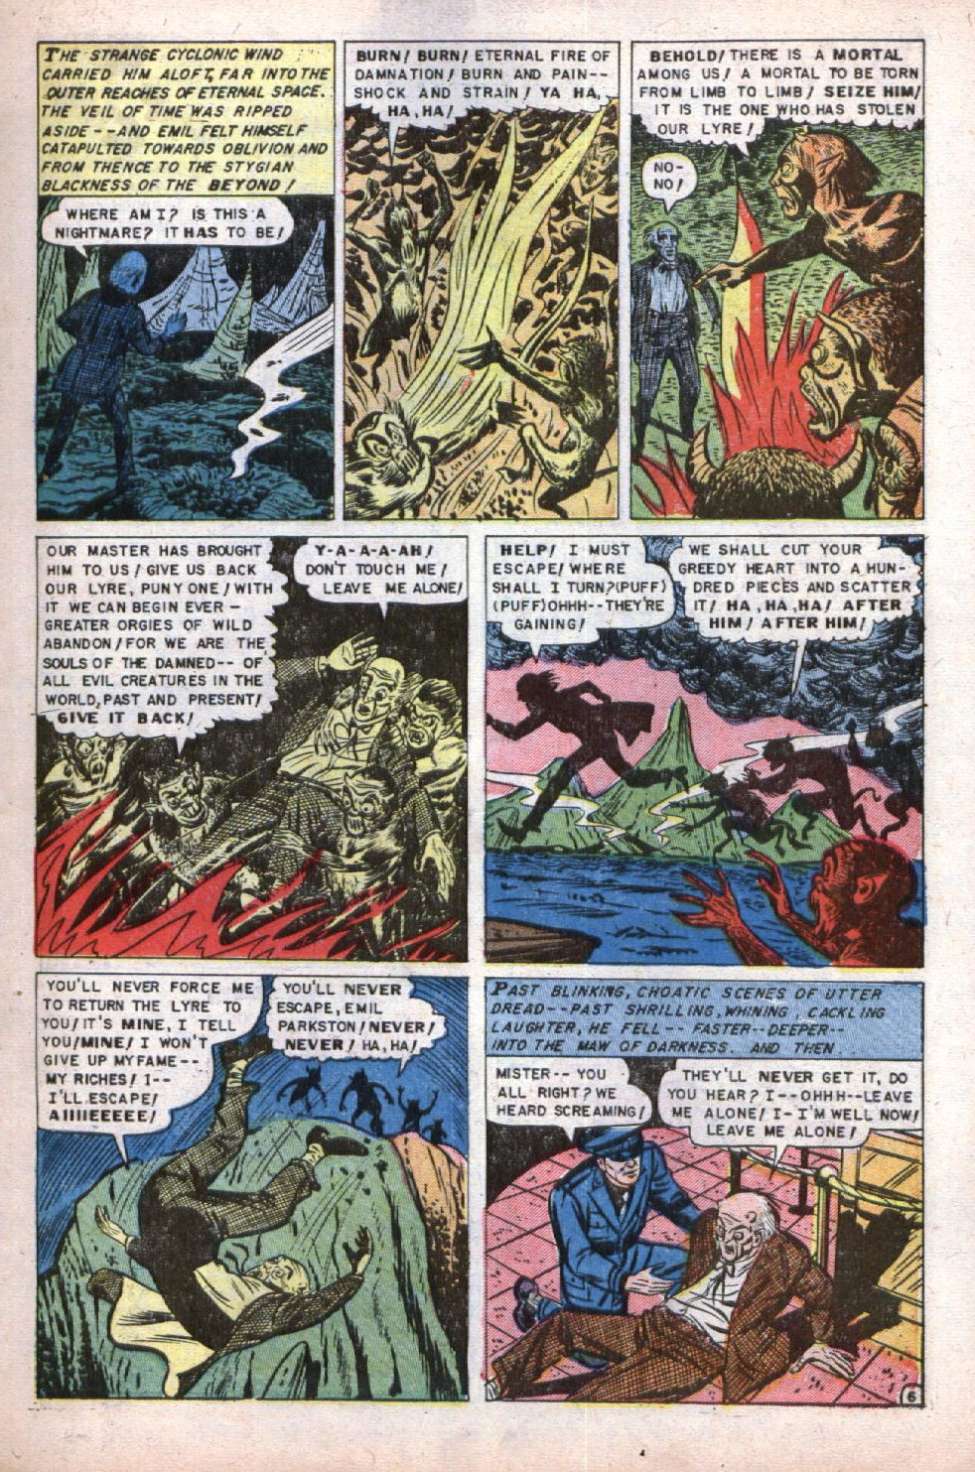 THE STRANGE CYCLONIC WIND
CARRIED HIM ALOFT, FAR INTO THE
OUTER REACHES OF ETERNAL SPACE.
THE VEIL OF TIME WAS RIPPED
ASIDE--AND EMIL FELT HIMSELF
CATAPULTED TOWARDS OBLIVION AND
FROM THENCE TO THE STYGIAN
BLACKNESS OF THE BEYOND!
WHERE AM I? IS THIS A
NIGHTMARE? IT HAS TO BE!
BURN! BURN! ETERNAL FIRE OF
DAMNATION! BURN AND PAIN--
SHOCK AND STRAIN! YA HA,
HA, HA!
BEHOLD! THERE IS A MORTAL
AMONG US! A MORTAL TO BE TORN
FROM LIMB TO LIMB! SEIZE HIM!
IT IS THE ONE WHO HAS STOLEN
OUR LYRE!
NO-
NO!
OUR MASTER HAS BROUGHT
HIM TO US! GIVE US BACK
OUR LYRE, PUNY ONE! WITH
IT WE CAN BEGIN EVER-
GREATER ORGIES OF WILD
ABANDON! FOR WE ARE THE
SOULS OF THE DAMNED-- OF
ALL EVIL CREATURES IN THE
WORLD, PAST AND PRESENT!
GIVE IT BACK!
Y-A-A-A-AH!
DON'T TOUCH ME!
LEAVE ME ALONE!
HELP! I MUST
ESCAPE! WHERE
SHALL I TURN? (PUFF)
(PUFF) OHHH--THEY'RE
GAINING!
WE SHALL CUT YOUR
GREEDY HEART INTO A HUN-
DRED PIECES AND SCATTER
IT! HA, HA, HA! AFTER
HIM! AFTER HIM!
YOU'LL NEVER FORCE ME
TO RETURN THE LYRE TO
YOU! IT'S MINE, I TELL
YOU! MINE! I WON'T
GIVE UP MY FAME--
MY RICHES! I--
I'LL ESCAPE!
AIIIEEEEE!
YOU'LL NEVER
ESCAPE, EMIL
PARKSTON! NEVER!
NEVER! HA, HA!
PAST BLINKING, CHOATIC SCENES OF UTTER
DREAD--PAST SHRILLING, WHINING, CACKLING
LAUGHTER, HE FELL-- FASTER--DEEPER--
INTO THE MAW OF DARKNESS. AND THEN...
MISTER-- YOU
ALL RIGHT? WE
HEARD SCREAMING!
THEY'LL NEVER GET IT, DO
YOU HEAR? I--OHHH--LEAVE
ME ALONE! I-I'M WELL NOW!
LEAVE ME ALONE!
6